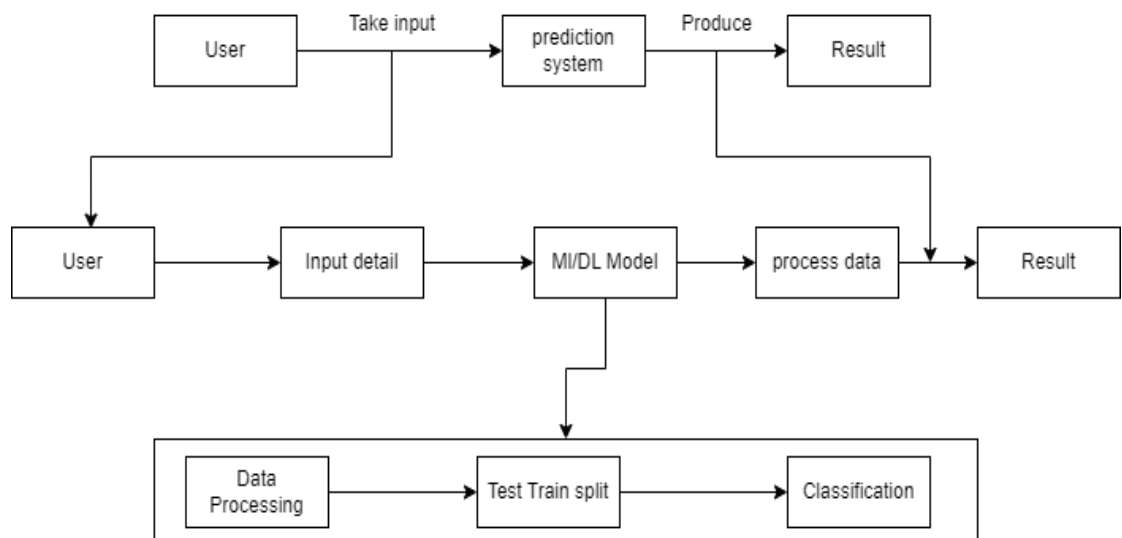 Take input
Produce
User
prediction
system
Result
User
Input detail
MI/DL Model
process data
Result
Data
Processing
Test Train split
Classification